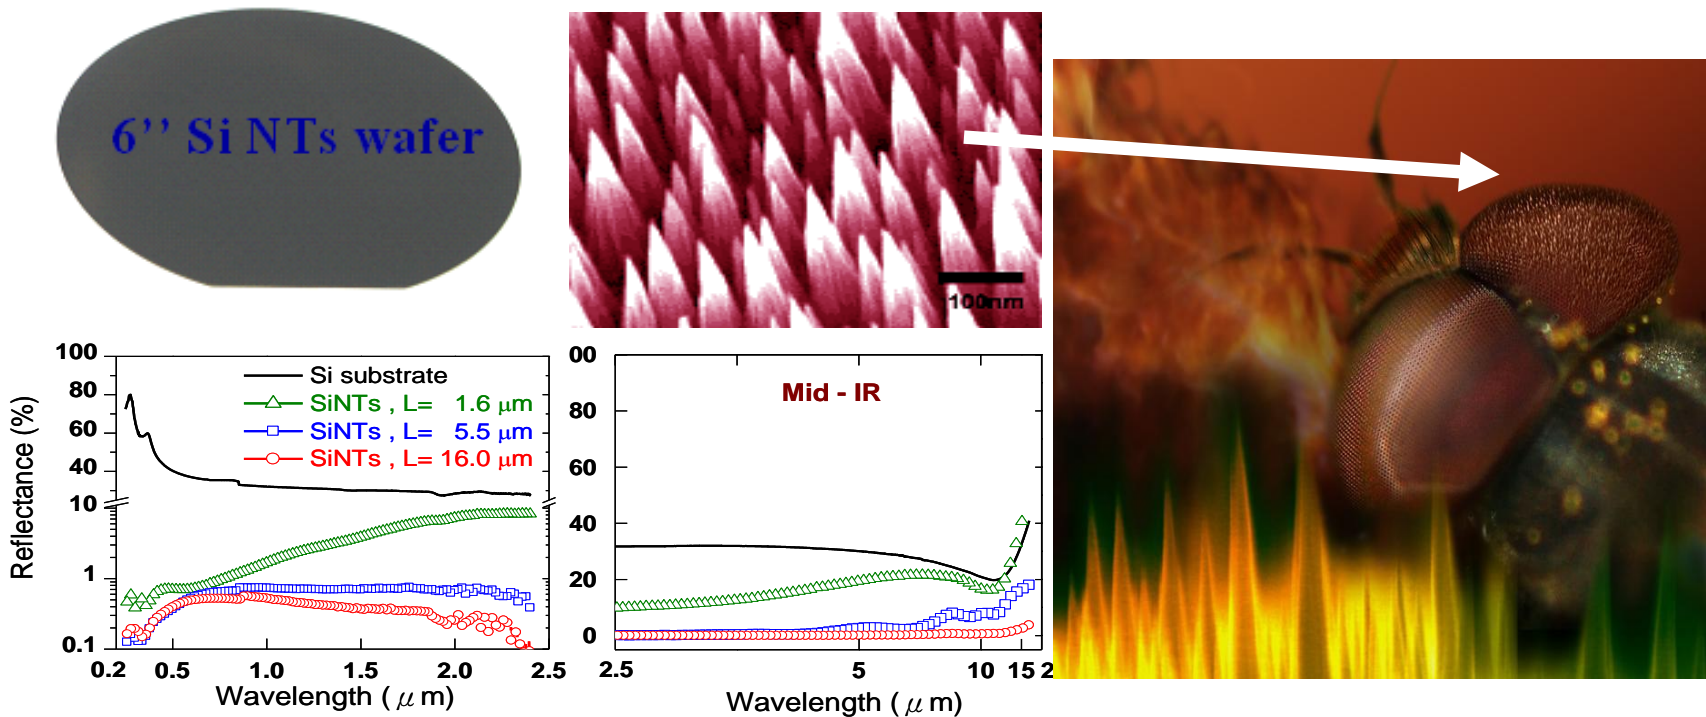 6’’ Si NTs wafer
100nm
100
80
60
40
10
10
1
0.1
Reflectance (%)
Si substrate
SiNTs , L= 1.6 μm
SiNTs , L= 5.5 μm
SiNTs , L= 16.0 μm
0.2 0.5 1.0 1.5 2.0 2.5
Wavelength ( μ m)
Mid - IR
00
80
60
40
20
0
2.5 5 10 15 2
Wavelength ( μ m)